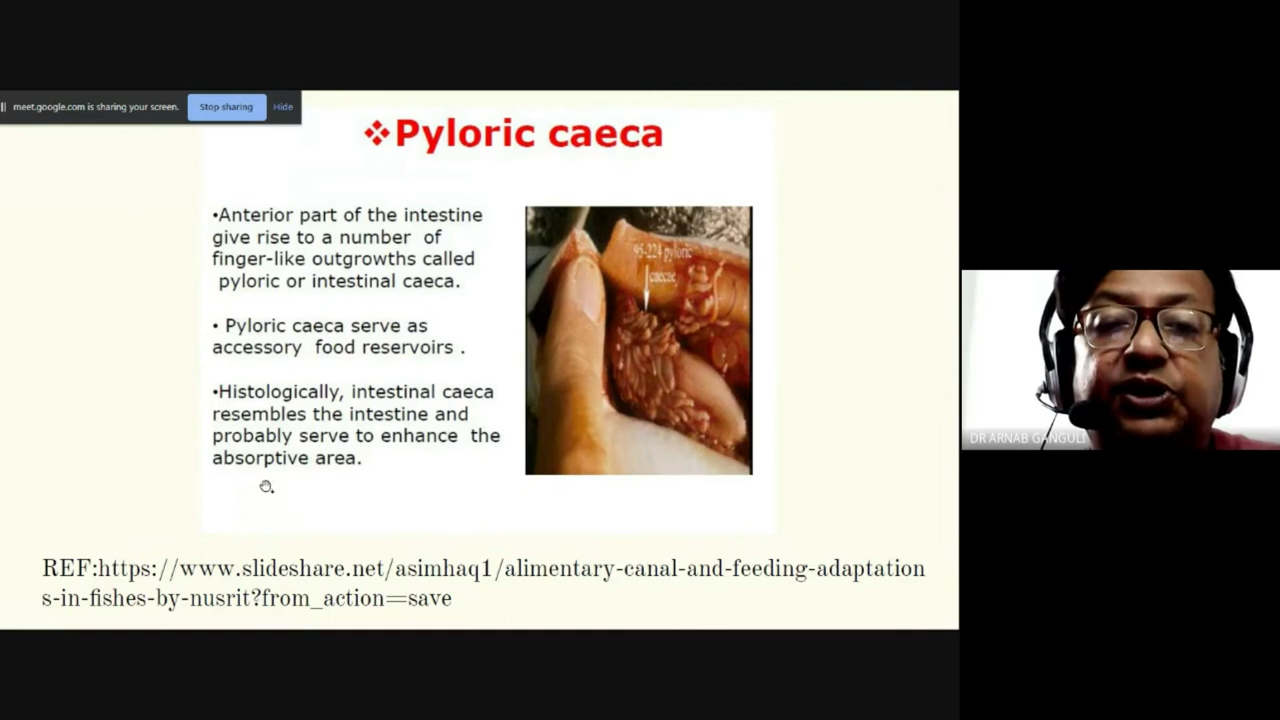 meet.google.com is sharing your screen. Stop sharing Hide
❖Pyloric caeca
•Anterior part of the intestine
give rise to a number of
finger-like outgrowths called
pyloric or intestinal caeca.
• Pyloric caeca serve as
accessory food reservoirs .
•Histologically, intestinal caeca
resembles the intestine and
probably serve to enhance the
absorptive area.
95-224 pyloric
caecae
REF:https://www.slideshare.net/asimhaq1/alimentary-canal-and-feeding-adaptation
s-in-fishes-by-nusrit?from_action=save
DR ARNAB GANGULI